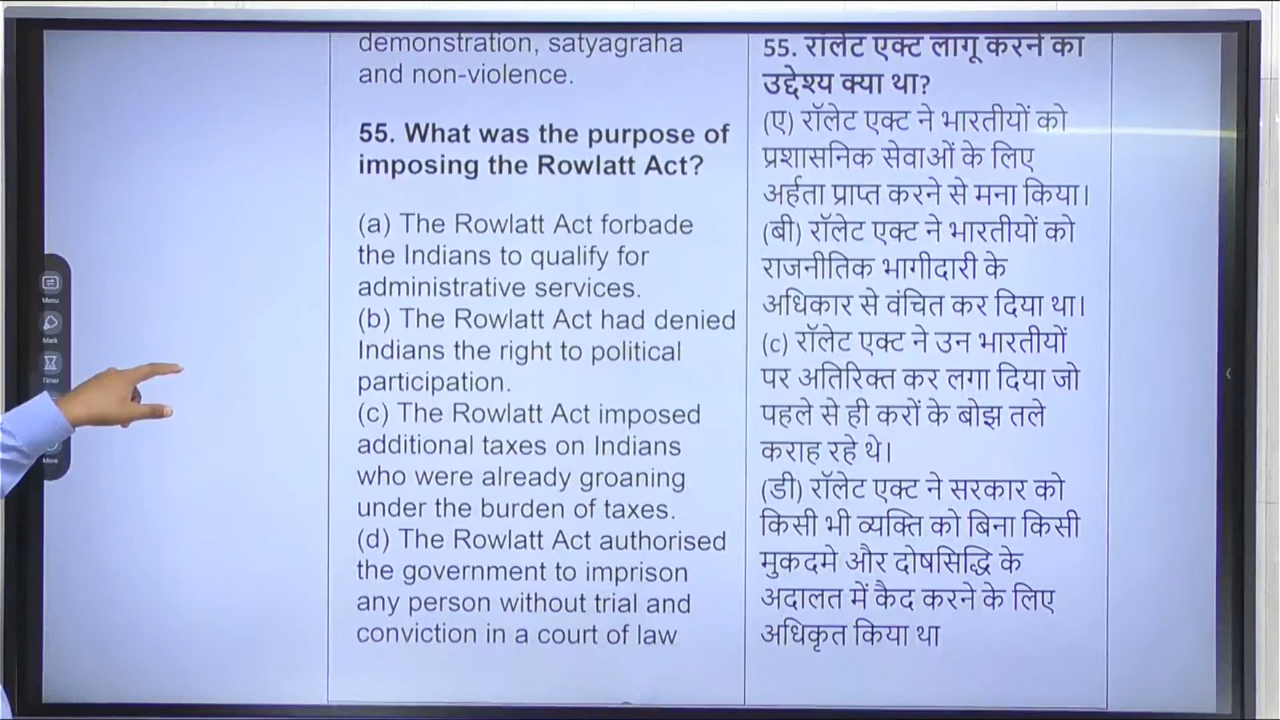 demonstration, satyagraha
and non-violence.
55. What was the purpose of
imposing the Rowlatt Act?
(a) The Rowlatt Act forbade
the Indians to qualify for
administrative services.
(b) The Rowlatt Act had denied
Indians the right to political
participation.
(c) The Rowlatt Act imposed
additional taxes on Indians
who were already groaning
under the burden of taxes.
(d) The Rowlatt Act authorised
the government to imprison
any person without trial and
conviction in a court of law
55. रॉलेट एक्ट लागू करने का
उद्देश्य क्या था?
(ए) रॉलेट एक्ट ने भारतीयों को
प्रशासनिक सेवाओं के लिए
अर्हता प्राप्त करने से मना किया।
(बी) रॉलेट एक्ट ने भारतीयों को
राजनीतिक भागीदारी के
अधिकार से वंचित कर दिया था।
(c) रॉलेट एक्ट ने उन भारतीयों
पर अतिरिक्त कर लगा दिया जो
पहले से ही करों के बोझ तले
कराह रहे थे।
(डी) रॉलेट एक्ट ने सरकार को
किसी भी व्यक्ति को बिना किसी
मुकदमे और दोषसिद्धि के
अदालत में कैद करने के लिए
अधिकृत किया था
Menu
Mark
Timer
More